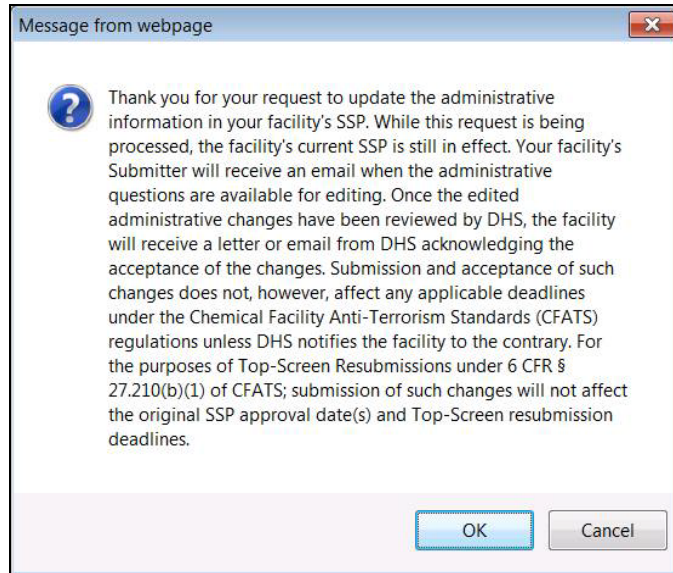 Message from webpage
Thank you for your request to update the administrative
information in your facility's SSP. While this request is being
processed, the facility's current SSP is still in effect. Your facility's
Submitter will receive an email when the administrative
questions are available for editing. Once the edited
administrative changes have been reviewed by DHS, the facility
will receive a letter or email from DHS acknowledging the
acceptance of the changes. Submission and acceptance of such
changes does not, however, affect any applicable deadlines
under the Chemical Facility Anti-Terrorism Standards (CFATS)
regulations unless DHS notifies the facility to the contrary. For
the purposes of Top-Screen Resubmissions under 6 CFR §
27.210(b)(1) of CFATS; submission of such changes will not affect
the original SSP approval date(s) and Top-Screen resubmission
deadlines.
OK
Cancel